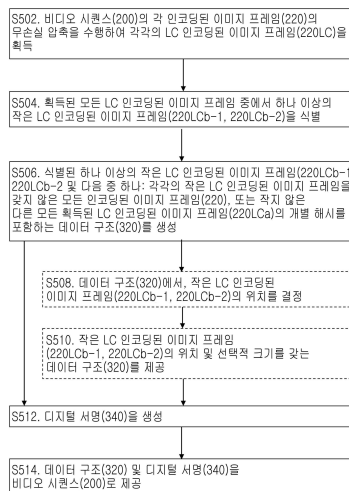 S502. 비디오 시퀀스(200)의 각 인코딩된 이미지 프레임(220)의
무손실 압축을 수행하여 각각의 LC 인코딩된 이미지 프레임(220LC)을
획득
S504. 획득된 모든 LC 인코딩된 이미지 프레임 중에서 하나 이상의
작은 LC 인코딩된 이미지 프레임(220LCb-1, 220LCb-2)을 식별
S506. 식별된 하나 이상의 작은 LC 인코딩된 이미지 프레임(220LCb-1,
220LCb-2 및 다음 중 하나: 각각의 작은 LC 인코딩된 이미지 프레임을
갖지 않은 모든 인코딩된 이미지(220), 또는 작지 않은
다른 모든 획득된 LC 인코딩된 이미지 프레임(220LCa)의 개별 해시를
포함하는 데이터 구조(320)를 생성
S508. 데이터 구조(320)에서, 작은 LC 인코딩된
이미지 프레임(220LCb-1, 220LCb-2)의 위치를 결정
S510. 작은 LC 인코딩된 이미지 프레임
(220LCb-1, 220LCb-2)의 위치 및 선택적 크기를 갖는
데이터 구조(320)를 제공
S512. 디지털 서명(340)을 생성
S514. 데이터 구조(320) 및 디지털 서명(340)을
비디오 시퀀스(200)로 제공